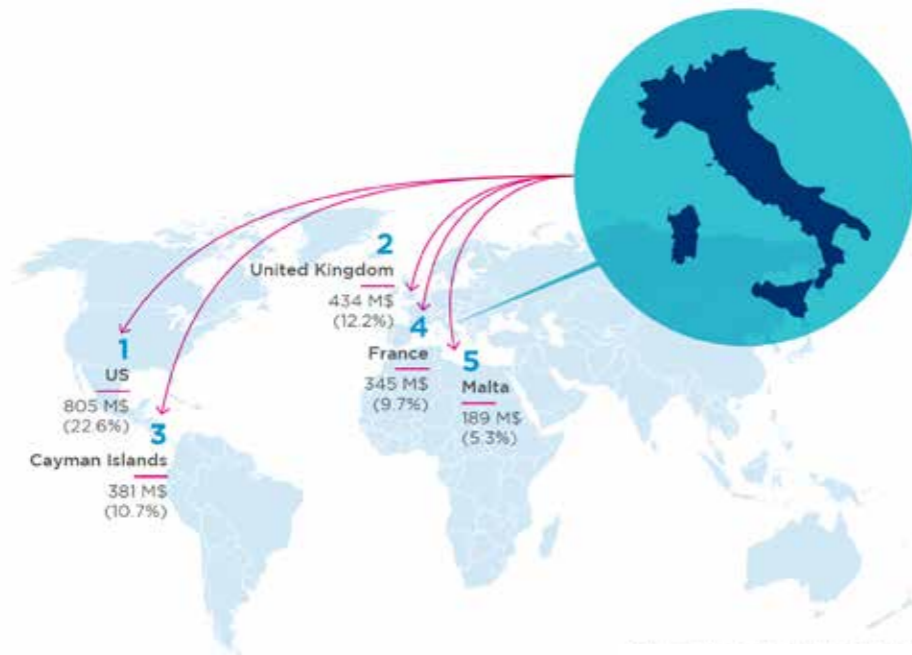 1
US
805 M$
(22.6%)
2
United Kingdom
434 M$
(12.2%)
3
Cayman Islands
381 M$
(10.7%)
4
France
345 M$
(9.7%)
5
Malta
189 M$
(5.3%)